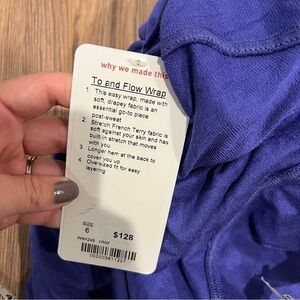 why we made this
To and Flow Wrap
1. This easy wrap, made with
soft, drapey fabric is an
essential go-to piece
post-sweat
2. Stretch French Terry fabric is
soft against your skin and has
built-in stretch that moves
with you
3. Longer hem at the back to
cover you up
4. Oversized fit for easy
layering
SIZE
6
$128